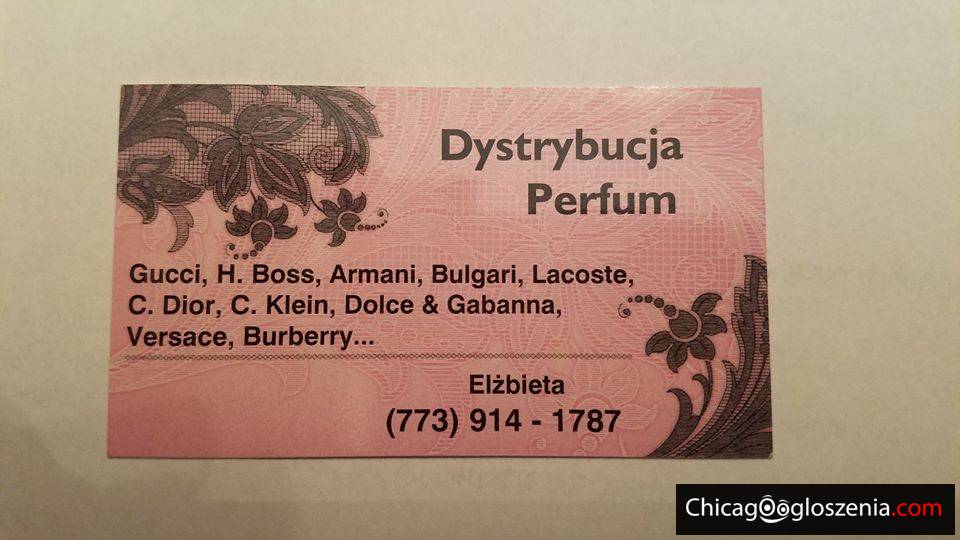 Dystrybucja
Perfum
Gucci, H. Boss, Armani, Bulgari, Lacoste,
C. Dior, C. Klein, Dolce & Gabanna,
Versace, Burberry...
Elżbieta
(773) 914 - 1787
Chicagoogloszenia.com